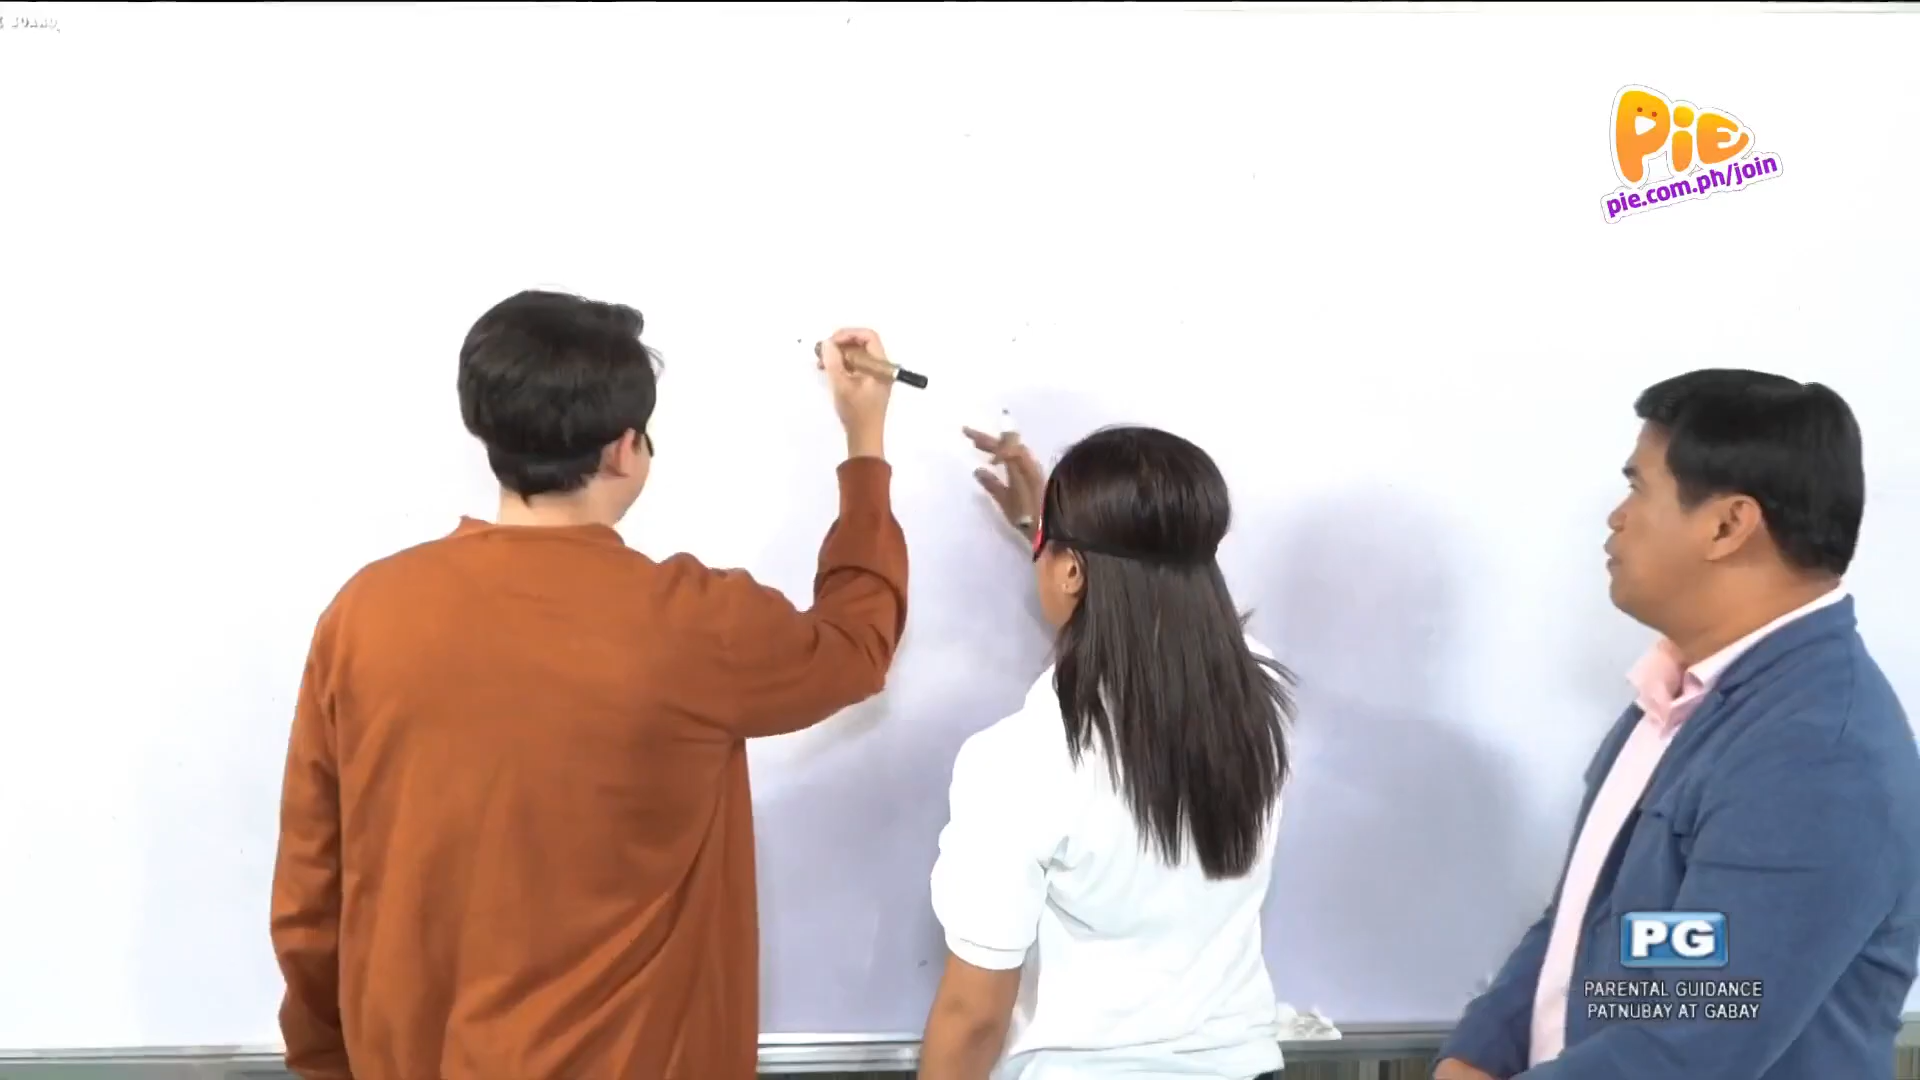 PiE
pie.com.ph/join
PG
PARENTAL GUIDANCE
PATNUBAY AT GABAY